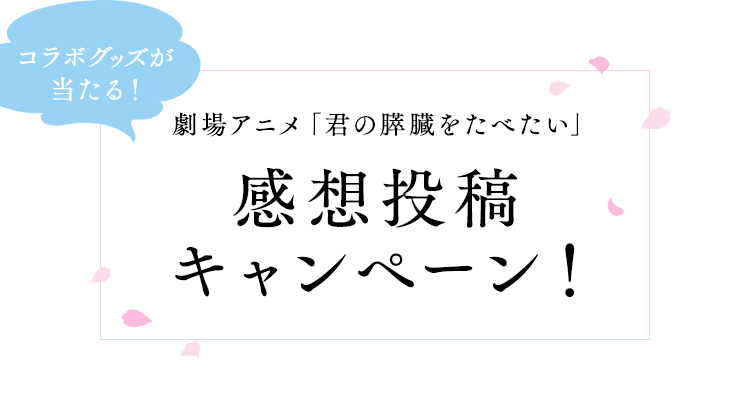 コラボグッズが
当たる！
劇場アニメ「君の膵臓をたべたい」
感想投稿
キャンペーン！